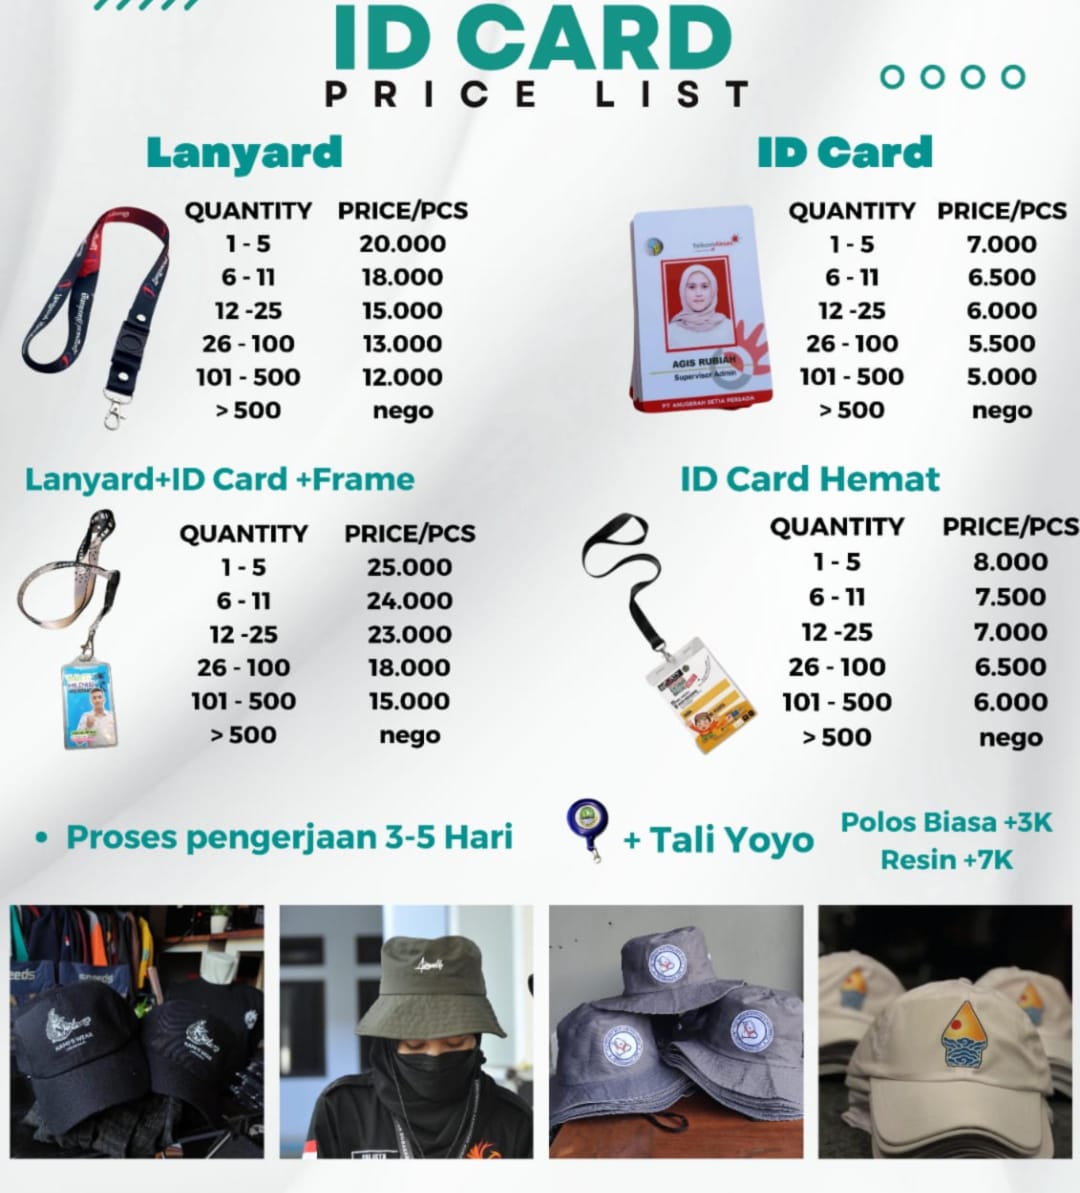 ID CARD
PRICE LIST
Lanyard
QUANTITY PRICE/PCS
1 - 5 20.000
6 - 11 18.000
12 -25 15.000
26 - 100 13.000
101 - 500 12.000
> 500 nego
ID Card
QUANTITY PRICE/PCS
1 - 5 7.000
6 - 11 6.500
12 -25 6.000
26 - 100 5.500
101 - 500 5.000
> 500 nego
AGIS RUBIAH
Supervisor Admin
PT ANUGERAH SETIA PERSADA
Lanyard+ID Card +Frame
QUANTITY PRICE/PCS
1 - 5 25.000
6 - 11 24.000
12 -25 23.000
26 - 100 18.000
101 - 500 15.000
> 500 nego
ID Card Hemat
QUANTITY PRICE/PCS
1 - 5 8.000
6 - 11 7.500
12 -25 7.000
26 - 100 6.500
101 - 500 6.000
> 500 nego
• Proses pengerjaan 3-5 Hari
+ Tali Yoyo
Polos Biasa +3K
Resin +7K